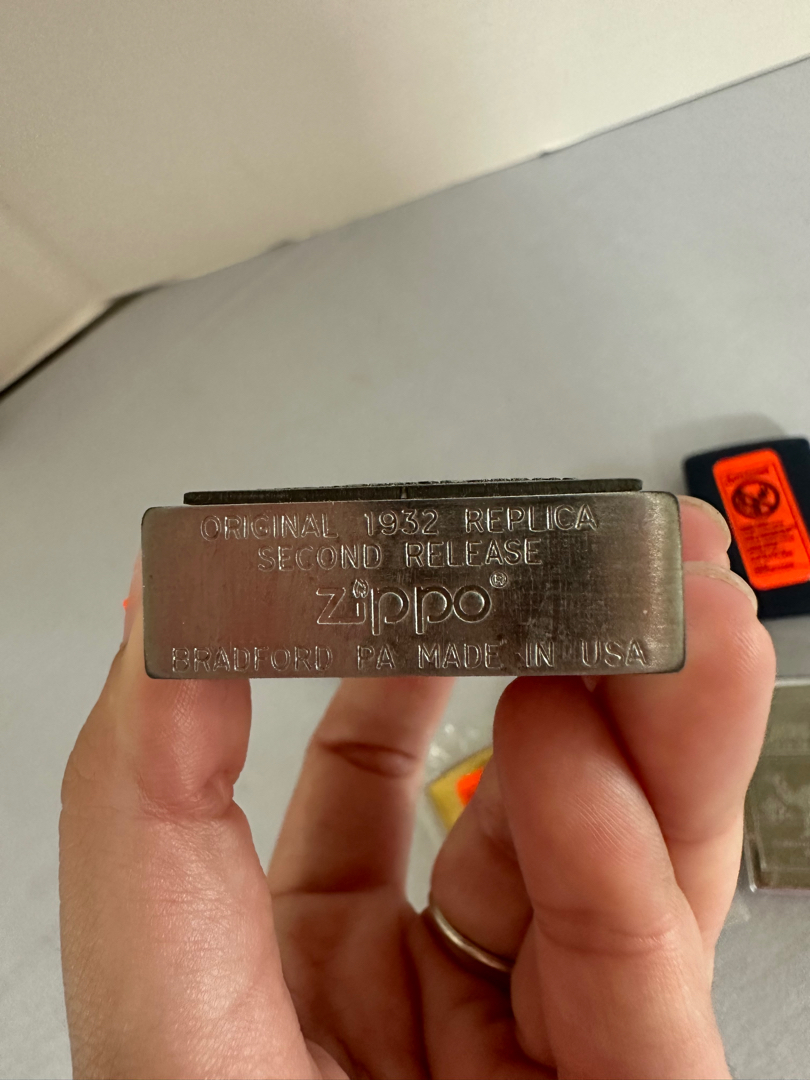 ORIGINAL 1932 REPLICA
SECOND RELEASE
Zippo®
BRADFORD PA MADE IN USA